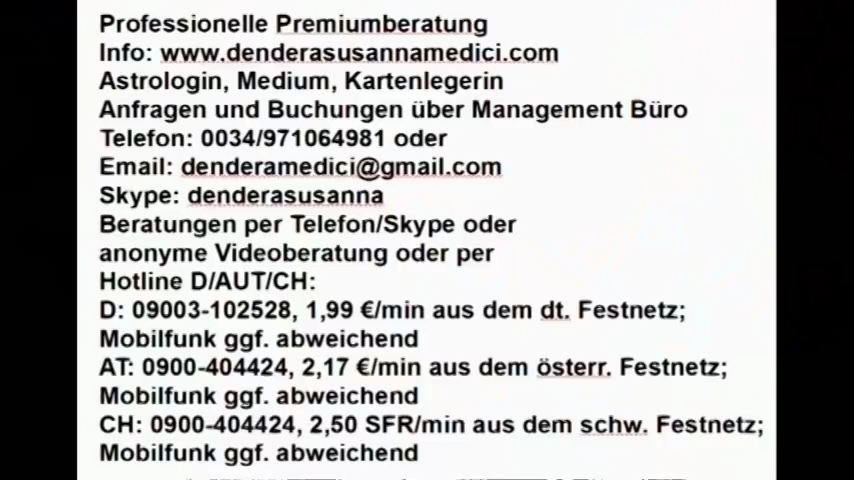 Professionelle Premiumberatung
Info: www.denderasusannamedici.com
Astrologin, Medium, Kartenlegerin
Anfragen und Buchungen über Management Büro
Telefon: 0034/971064981 oder
Email: denderamedici@gmail.com
Skype: denderasusanna
Beratungen per Telefon/Skype oder
anonyme Videoberatung oder per
Hotline D/AUT/CH:
D: 09003-102528, 1,99 €/min aus dem dt. Festnetz;
Mobilfunk ggf. abweichend
AT: 0900-404424, 2,17 €/min aus dem österr. Festnetz;
Mobilfunk ggf. abweichend
CH: 0900-404424, 2,50 SFR/min aus dem schw. Festnetz;
Mobilfunk ggf. abweichend